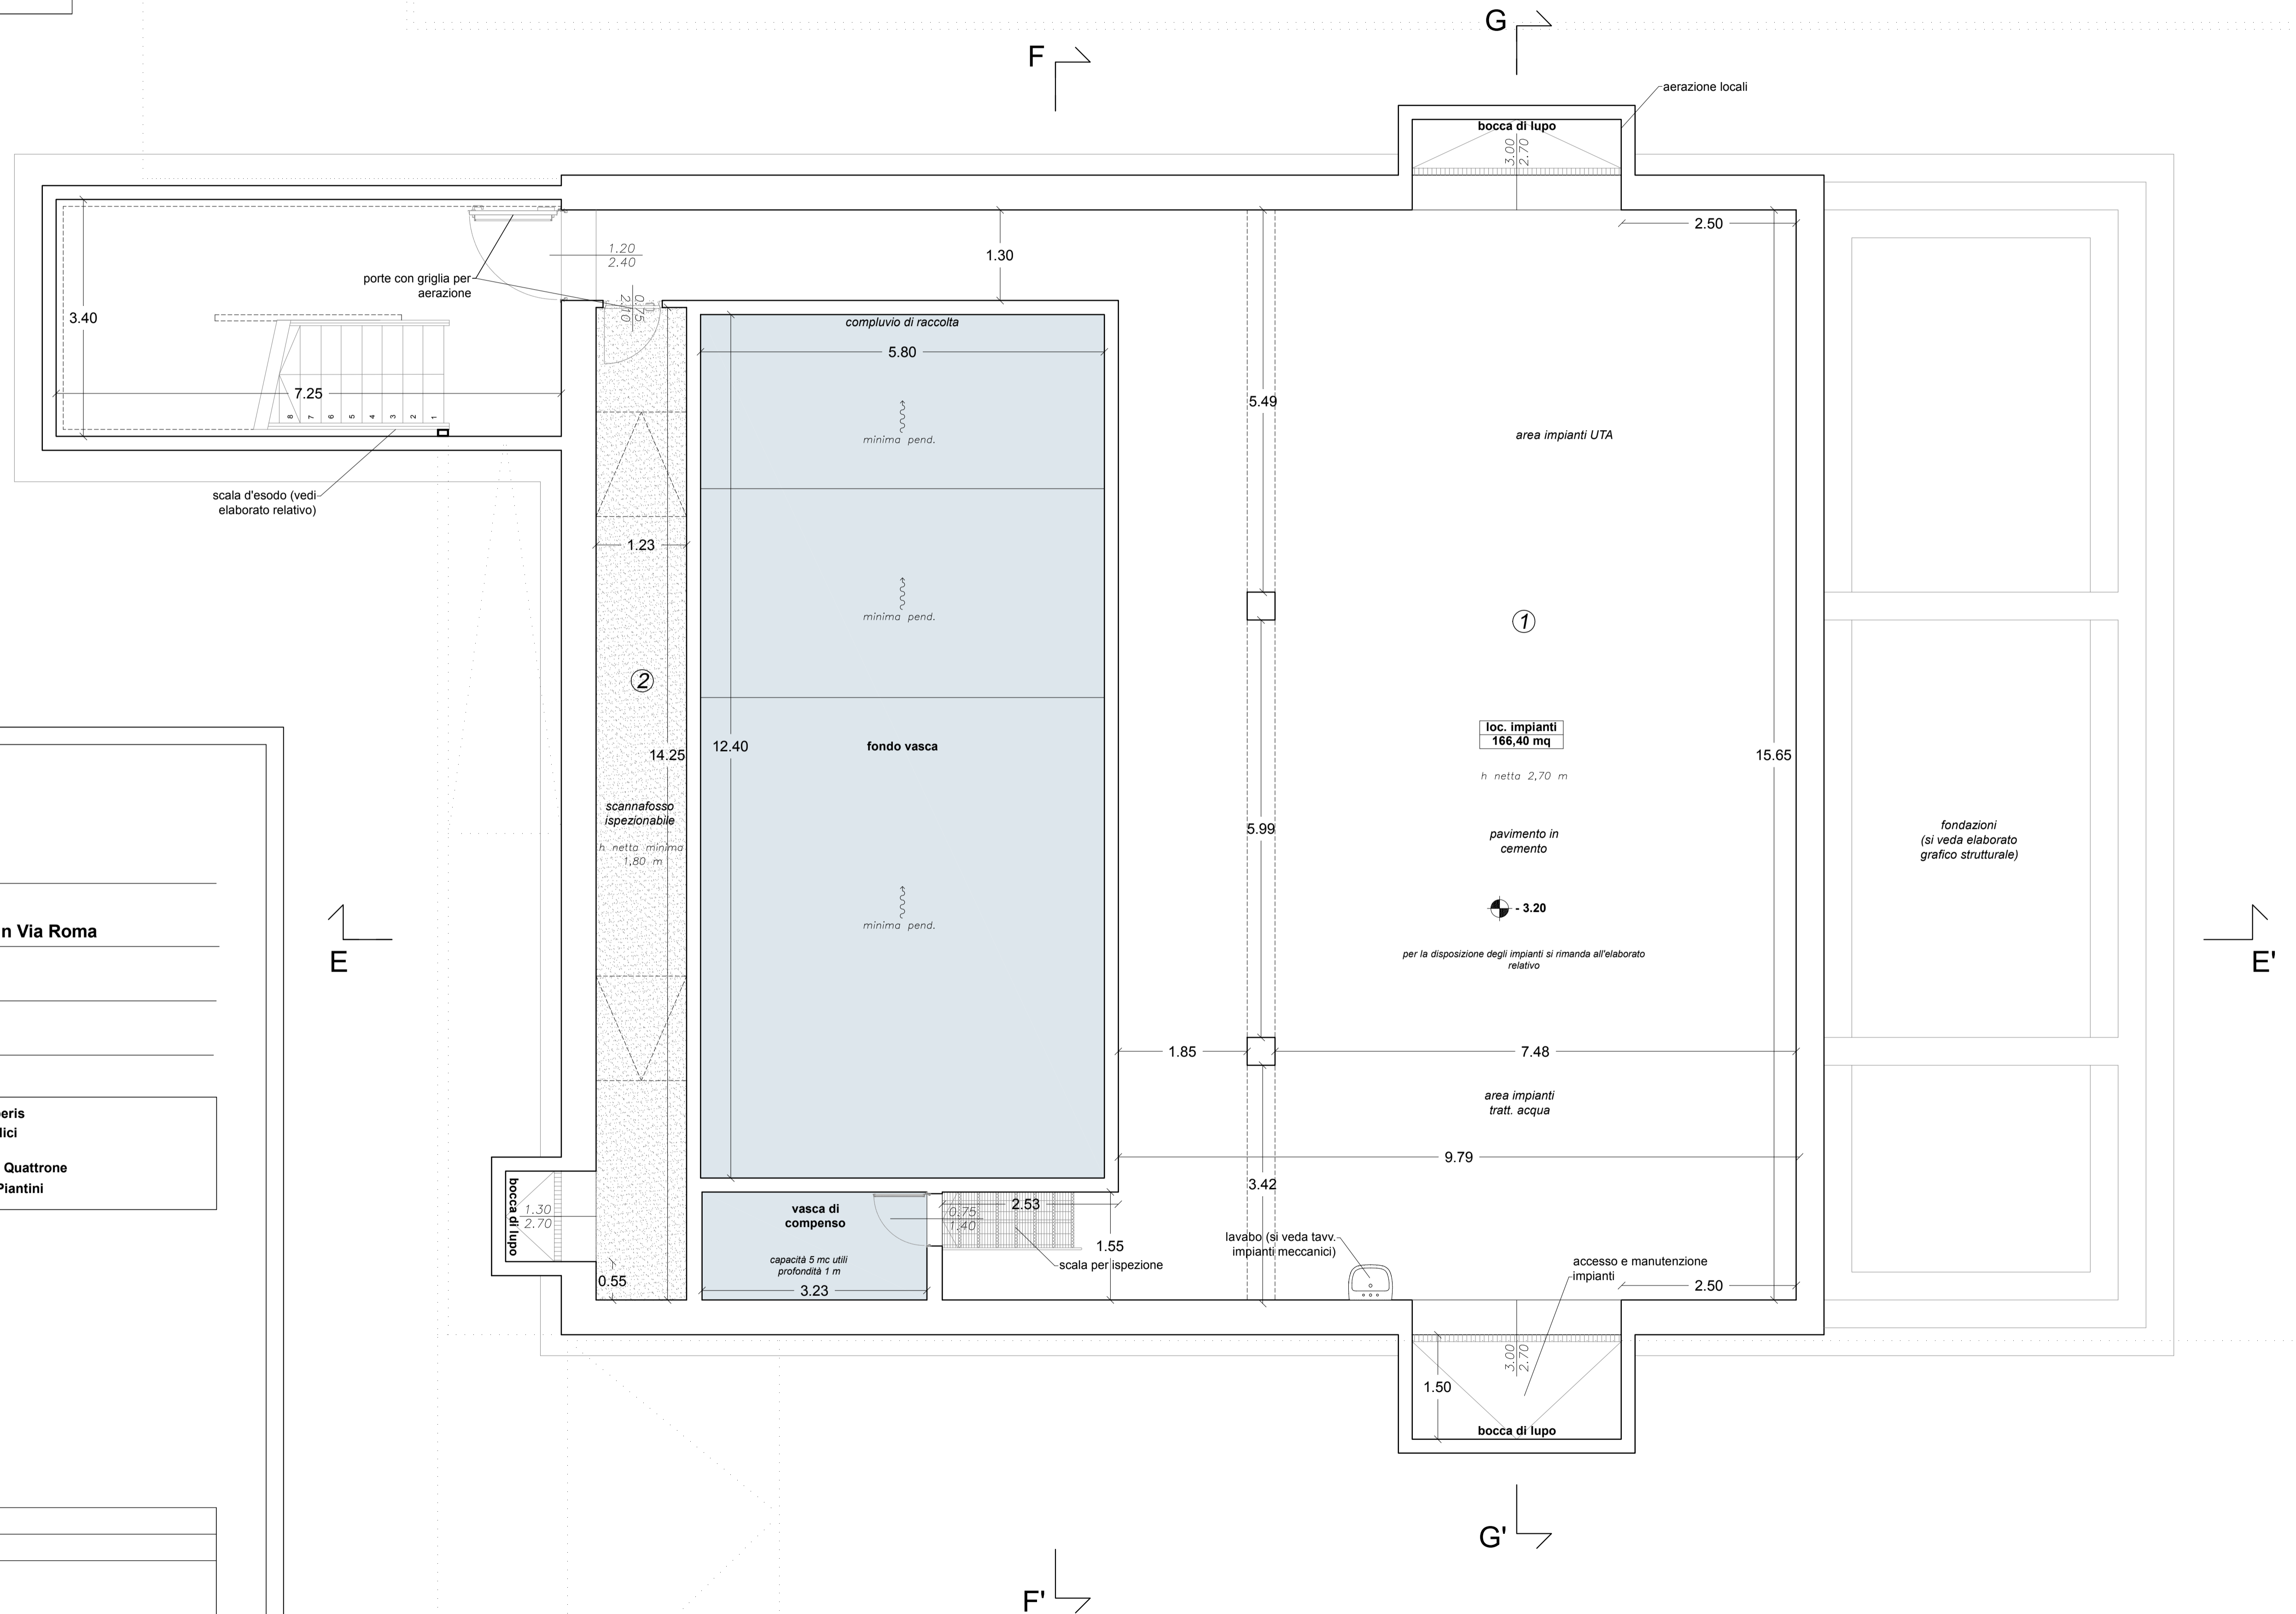 G
F
aerazione locali
bocca di lupo
3.00
2.70
2.50
1.20
2.40
1.30
porte con griglia per
aerazione
0.75
2.10
3.40
compluvio di raccolta
5.80
7.25
5.49
8 7 6 5 4 3 2 1
minima pend.
area impianti UTA
scala d'esodo (vedi
elaborato relativo)
1.23
minima pend.
1
2
loc. impianti
166,40 mq
fondo vasca
12.40
14.25
15.65
h netta 2,70 m
scannafosso
ispezionabile
5.99
pavimento in
cemento
fondazioni
(si veda elaborato
grafico strutturale)
h netta minima
1,80 m
- 3.20
minima pend.
n Via Roma
E
E'
per la disposizione degli impianti si rimanda all'elaborato
relativo
1.85
7.48
area impianti
tratt. acqua
eris
lici
Quattrone
Piantini
9.79
3.42
bocca di lupo
1.30
2.70
vasca di
compenso
2.53
0.75
1.40
1.55
lavabo (si veda tavv.
impianti meccanici)
scala per ispezione
capacità 5 mc utili
profondità 1 m
accesso e manutenzione
impianti
0.55
3.23
2.50
3.00
2.70
1.50
bocca di lupo
G'
F'